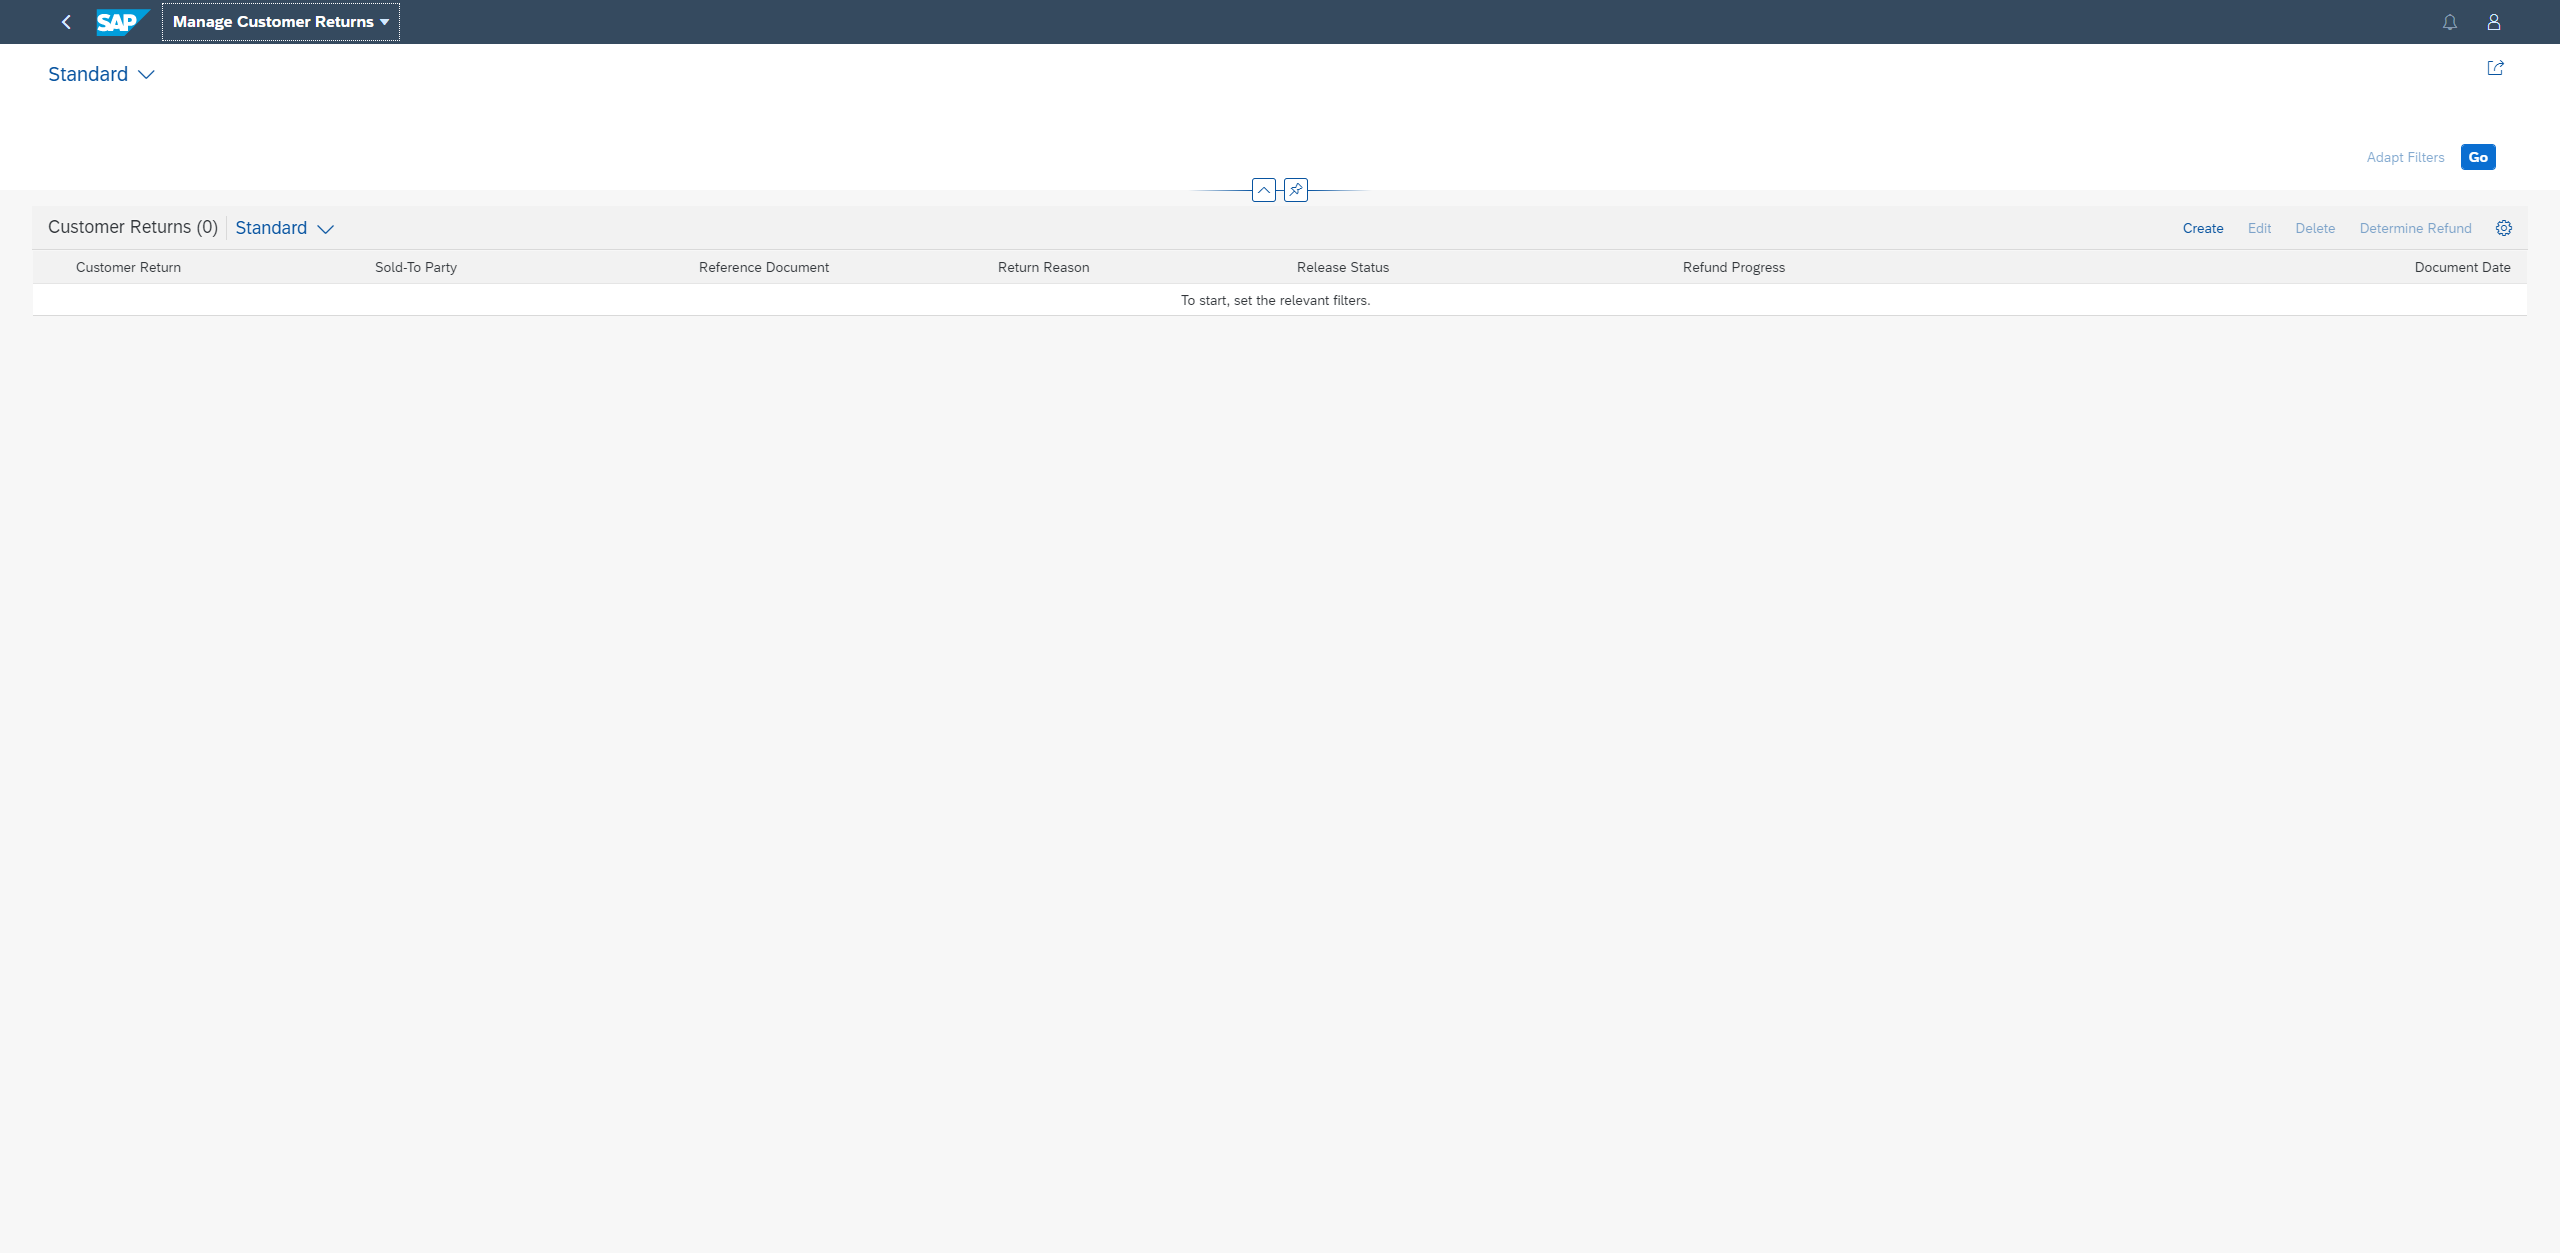 SAP Manage Customer Returns
Standard
Adapt Filters Go
Customer Returns (0) Standard Create Edit Delete Determine Refund
Customer Return Sold-To Party Reference Document Return Reason Release Status Refund Progress Document Date
To start, set the relevant filters.